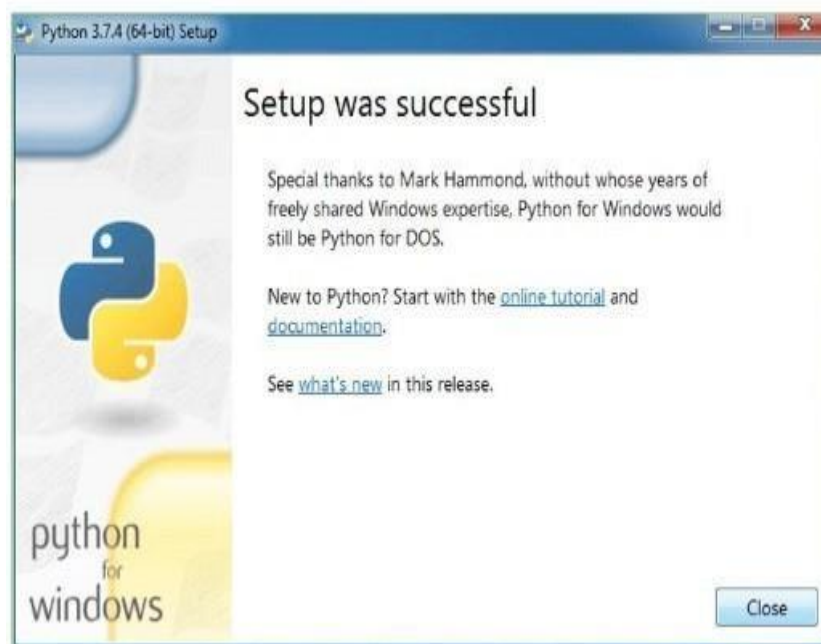 Python 3.7.4 (64-bit) Setup
Setup was successful
Special thanks to Mark Hammond, without whose years of
freely shared Windows expertise, Python for Windows would
still be Python for DOS.
New to Python? Start with the online tutorial and
documentation.
See what's new in this release.
python
for
windows
Close